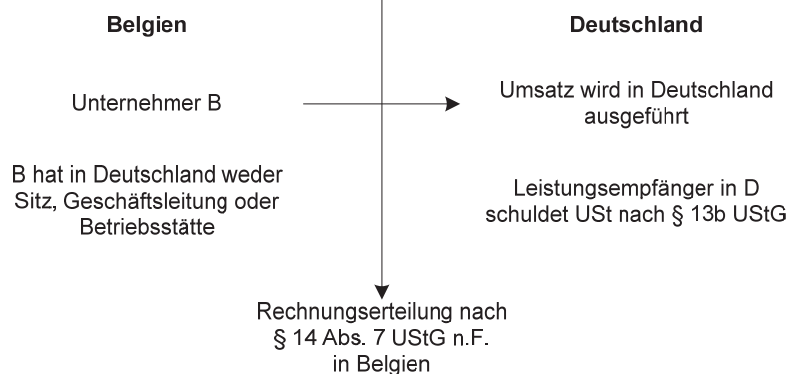 Belgien
Deutschland
Unternehmer B
Umsatz wird in Deutschland
ausgeführt
B hat in Deutschland weder
Sitz, Geschäftsleitung oder
Betriebsstätte
Leistungsempfänger in D
schuldet USt nach § 13b UStG
Rechnungserteilung nach
§ 14 Abs. 7 UStG n.F.
in Belgien